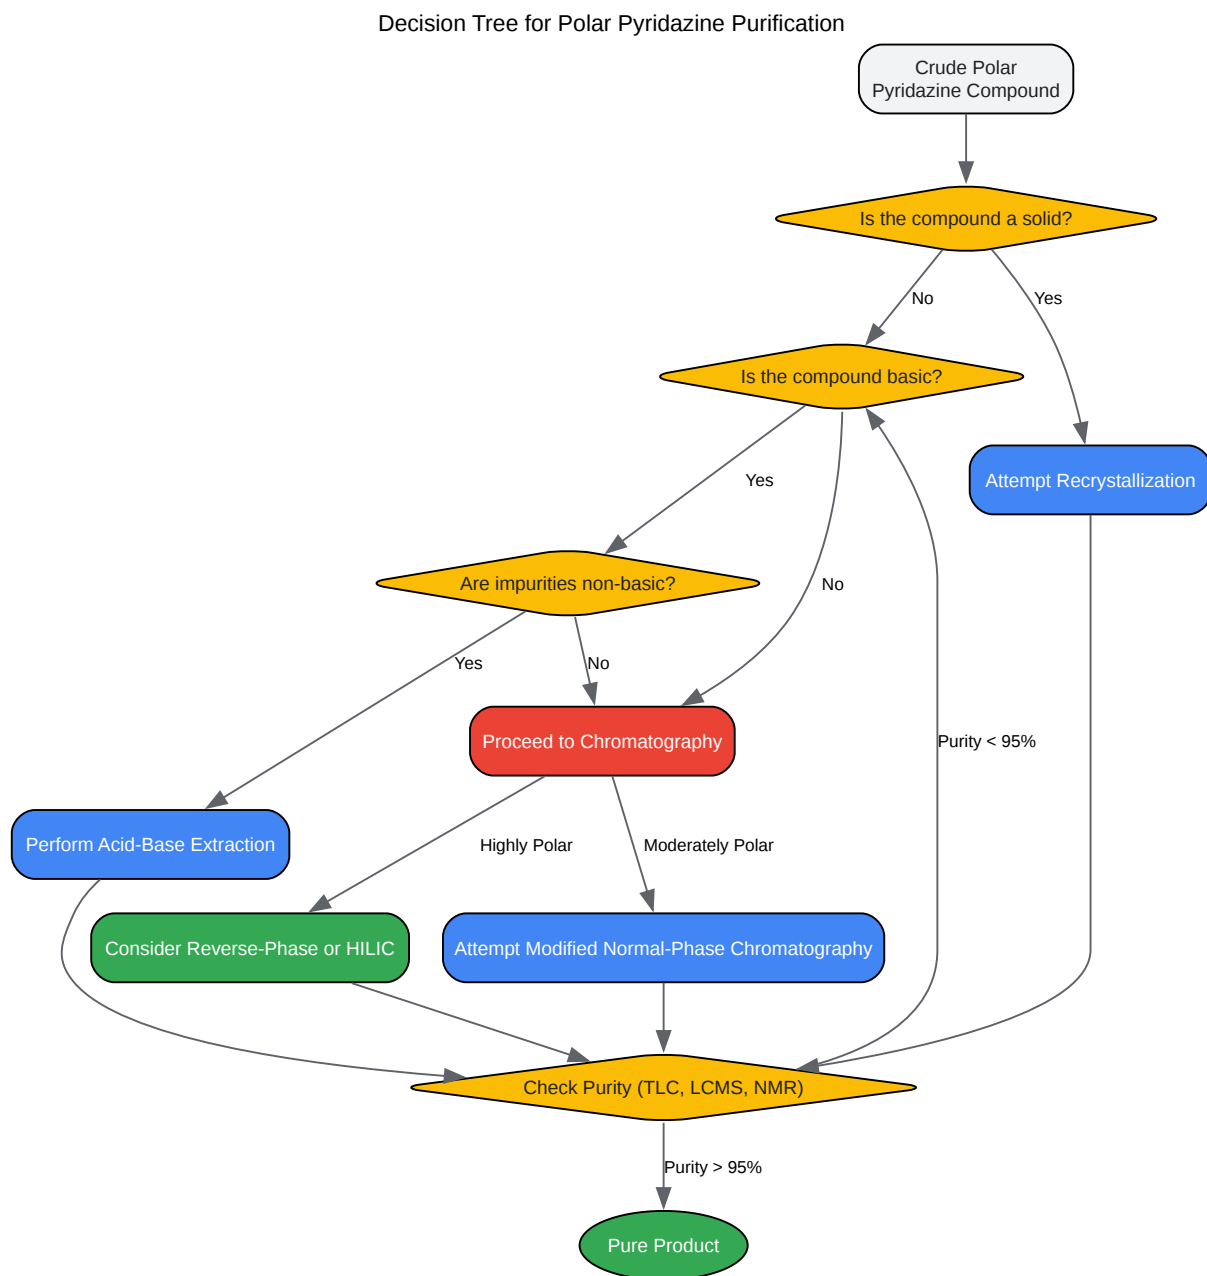 Decision Tree for Polar Pyridazine Purification
Crude Polar
Pyridazine Compound
Is the compound a solid?
No
Yes
Is the compound basic?
Yes
Attempt Recrystallization
Are impurities non-basic?
No
Yes
No
Proceed to Chromatography
Purity < 95%
Perform Acid-Base Extraction
Highly Polar
Moderately Polar
Consider Reverse-Phase or HILIC
Attempt Modified Normal-Phase Chromatography
Check Purity (TLC, LCMS, NMR)
Purity > 95%
Pure Product